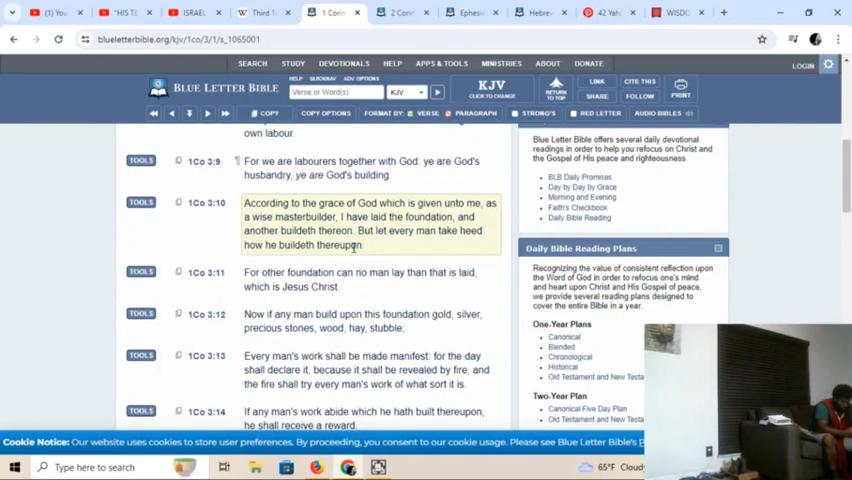 (1) You
"HIS T
ISRAEL
Third T
1 Corin
2 Corin
Ephesi
Hebrew
42 Yah
WISDO
blueletterbible.org/kjv/1co/3/1/s_1065001
SEARCH STUDY DEVOTIONALS HELP APPS & TOOLS MINISTRIES ABOUT DONATE
LOGIN
BLUE LETTER BIBLE
HELP QUICKNAV ADV. OPTIONS
Verse or Word(s)
KJV
KJV
CLICK TO CHANGE
RETURN
TO TOP
LINK
SHARE
CITE THIS
FOLLOW
PRINT
COPY COPY OPTIONS FORMAT BY: VERSE PARAGRAPH STRONG'S RED LETTER AUDIO BIBLES
own labour.
TOOLS 1Co 3:9 ¶ For we are labourers together with God: ye are God's
husbandry, ye are God's building.
TOOLS 1Co 3:10 According to the grace of God which is given unto me, as
a wise masterbuilder, I have laid the foundation, and
another buildeth thereon. But let every man take heed
how he buildeth thereupon.
TOOLS 1Co 3:11 For other foundation can no man lay than that is laid,
which is Jesus Christ.
TOOLS 1Co 3:12 Now if any man build upon this foundation gold, silver,
precious stones, wood, hay, stubble;
TOOLS 1Co 3:13 Every man's work shall be made manifest: for the day
shall declare it, because it shall be revealed by fire; and
the fire shall try every man's work of what sort it is.
TOOLS 1Co 3:14 If any man's work abide which he hath built thereupon,
he shall receive a reward.
Blue Letter Bible offers several daily devotional
readings in order to help you refocus on Christ and
the Gospel of His peace and righteousness.
BLB Daily Promises
Day by Day by Grace
Morning and Evening
Faith's Checkbook
Daily Bible Reading
Daily Bible Reading Plans
Recognizing the value of consistent reflection upon
the Word of God in order to refocus one's mind
and heart upon Christ and His Gospel of peace,
we provide several reading plans designed to
cover the entire Bible in a year.
One-Year Plans
Canonical
Blended
Chronological
Historical
Old Testament and New Testa
Two-Year Plan
Canonical Five Day Plan
Old Testament and New Testa
Cookie Notice: Our website uses cookies to store user preferences. By proceeding, you consent to our cookie usage. Please see Blue Letter Bible's P
Type here to search
65°F Cloudy